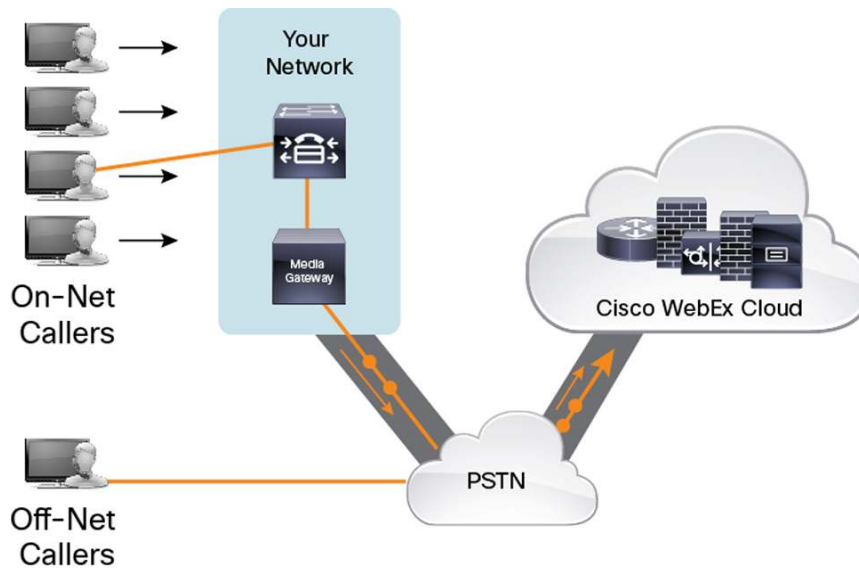 Your
Network
Media
Gateway
On-Net
Callers
Cisco WebEx Cloud
PSTN
Off-Net
Callers